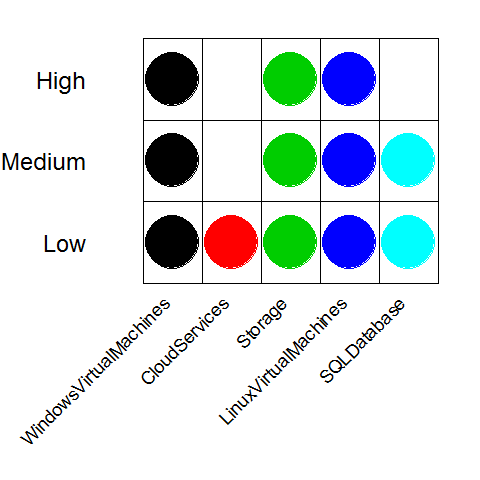 High
Medium
Low
WindowsVirtualMachines
CloudServices
Storage
LinuxVirtualMachines
SQLDatabase